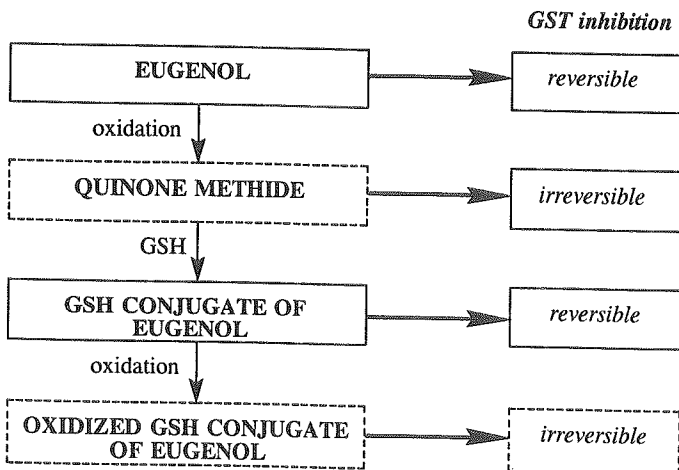 GST inhibition
EUGENOL
reversible
oxidation
QUINONE METHIDE
irreversible
GSH
GSH CONJUGATE OF
EUGENOL
reversible
oxidation
OXIDIZED GSH CONJUGATE
OF EUGENOL
irreversible